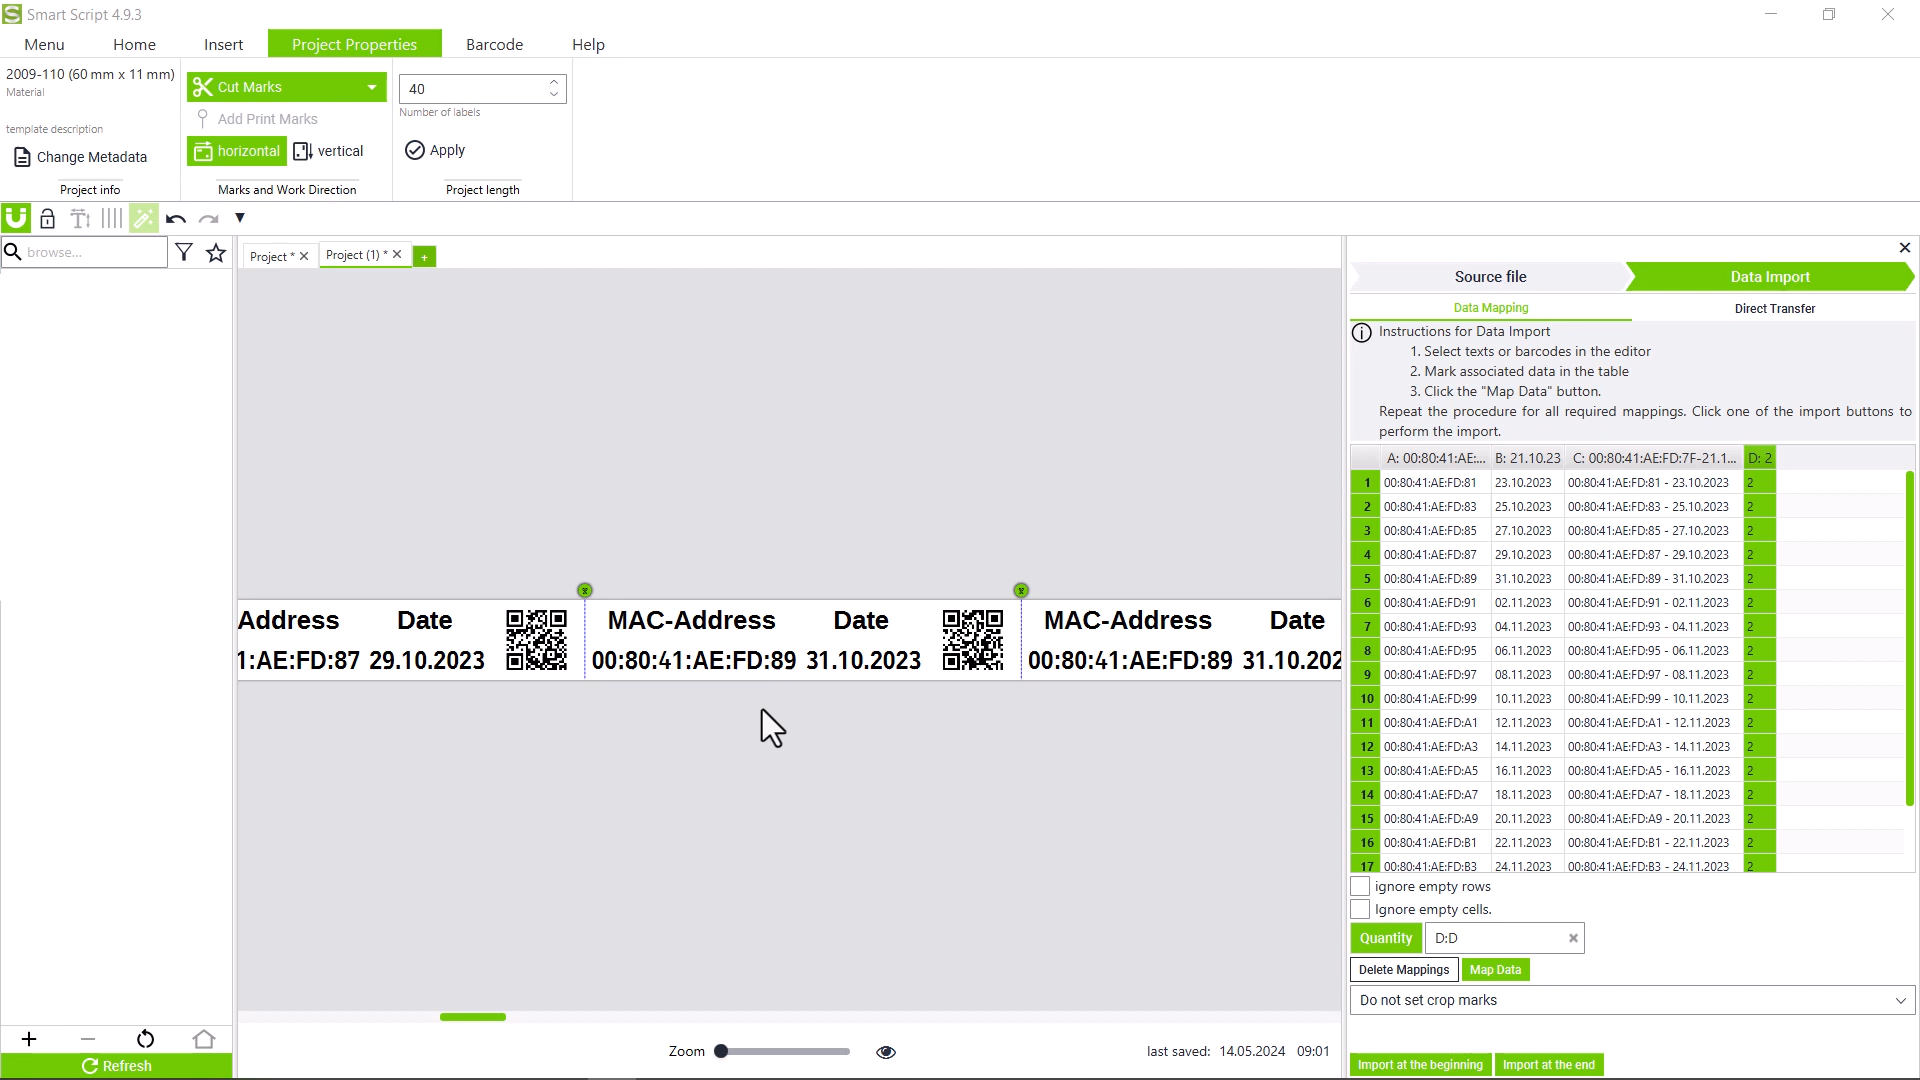 Smart Script 4.9.3
Menu Home Insert Project Properties Barcode Help
2009-110 (60 mm x 11 mm)
Material
template description
Change Metadata
Project info
Cut Marks
Add Print Marks
horizontal vertical
Marks and Work Direction
40
Number of labels
Apply
Project length
browse...
Project * Project (1) * +
Address Date MAC-Address Date MAC-Address Date
1:AE:FD:87 29.10.2023 00:80:41:AE:FD:89 31.10.2023 00:80:41:AE:FD:89 31.10.202
Refresh
Zoom last saved: 14.05.2024 09:01
Source file Data Import
Data Mapping Direct Transfer
Instructions for Data Import
1. Select texts or barcodes in the editor
2. Mark associated data in the table
3. Click the "Map Data" button.
Repeat the procedure for all required mappings. Click one of the import buttons to
perform the import.
A: 00:80:41:AE:... B: 21.10.23 C: 00:80:41:AE:FD:7F-21.1... D: 2
1 00:80:41:AE:FD:81 23.10.2023 00:80:41:AE:FD:81 - 23.10.2023 2
2 00:80:41:AE:FD:83 25.10.2023 00:80:41:AE:FD:83 - 25.10.2023 2
3 00:80:41:AE:FD:85 27.10.2023 00:80:41:AE:FD:85 - 27.10.2023 2
4 00:80:41:AE:FD:87 29.10.2023 00:80:41:AE:FD:87 - 29.10.2023 2
5 00:80:41:AE:FD:89 31.10.2023 00:80:41:AE:FD:89 - 31.10.2023 2
6 00:80:41:AE:FD:91 02.11.2023 00:80:41:AE:FD:91 - 02.11.2023 2
7 00:80:41:AE:FD:93 04.11.2023 00:80:41:AE:FD:93 - 04.11.2023 2
8 00:80:41:AE:FD:95 06.11.2023 00:80:41:AE:FD:95 - 06.11.2023 2
9 00:80:41:AE:FD:97 08.11.2023 00:80:41:AE:FD:97 - 08.11.2023 2
10 00:80:41:AE:FD:99 10.11.2023 00:80:41:AE:FD:99 - 10.11.2023 2
11 00:80:41:AE:FD:A1 12.11.2023 00:80:41:AE:FD:A1 - 12.11.2023 2
12 00:80:41:AE:FD:A3 14.11.2023 00:80:41:AE:FD:A3 - 14.11.2023 2
13 00:80:41:AE:FD:A5 16.11.2023 00:80:41:AE:FD:A5 - 16.11.2023 2
14 00:80:41:AE:FD:A7 18.11.2023 00:80:41:AE:FD:A7 - 18.11.2023 2
15 00:80:41:AE:FD:A9 20.11.2023 00:80:41:AE:FD:A9 - 20.11.2023 2
16 00:80:41:AE:FD:B1 22.11.2023 00:80:41:AE:FD:B1 - 22.11.2023 2
17 00:80:41:AE:FD:B3 24.11.2023 00:80:41:AE:FD:B3 - 24.11.2023 2
ignore empty rows
Ignore empty cells.
Quantity D:D
Delete Mappings Map Data
Do not set crop marks
Import at the beginning Import at the end